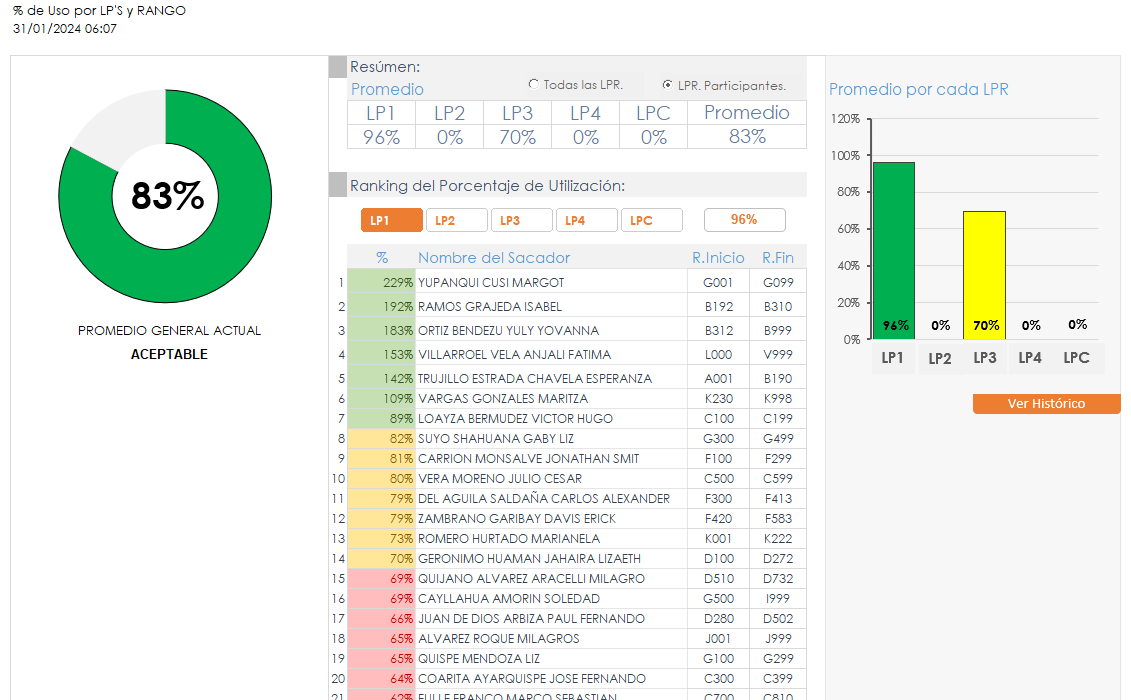 % de Uso por LP'S y RANGO
31/01/2024 06:07
83%
PROMEDIO GENERAL ACTUAL
ACEPTABLE
Resúmen:
Promedio
Todas las LPR.
LPR. Participantes.
LP1 LP2 LP3 LP4 LPC Promedio
96% 0% 70% 0% 0% 83%
Ranking del Porcentaje de Utilización:
LP1 LP2 LP3 LP4 LPC 96%
% Nombre del Sacador R.Inicio R.Fin
1 229% YUPANQUI CUSI MARGOT G001 G099
2 192% RAMOS GRAJEDA ISABEL B192 B310
3 183% ORTIZ BENDEZU YULY YOVANNA B312 B999
4 153% VILLARROEL VELA ANJALI FATIMA L000 V999
5 142% TRUJILLO ESTRADA CHAVELA ESPERANZA A001 B190
6 109% VARGAS GONZALES MARITZA K230 K998
7 89% LOAYZA BERMUDEZ VICTOR HUGO C100 C199
8 82% SUYO SHAHUANA GABY LIZ G300 G499
9 81% CARRION MONSALVE JONATHAN SMIT F100 F299
10 80% VERA MORENO JULIO CESAR C500 C599
11 79% DEL AGUILA SALDAÑA CARLOS ALEXANDER F300 F413
12 79% ZAMBRANO GARIBAY DAVIS ERICK F420 F583
13 73% ROMERO HURTADO MARIANELA K001 K222
14 70% GERONIMO HUAMAN JAHAIRA LIZAETH D100 D272
15 69% QUIJANO ALVAREZ ARACELLI MILAGRO D510 D732
16 69% CAYLLAHUA AMORIN SOLEDAD G500 I999
17 66% JUAN DE DIOS ARBIZA PAUL FERNANDO D280 D502
18 65% ALVAREZ ROQUE MILAGROS J001 J999
19 65% QUISPE MENDOZA LIZ G100 G299
20 64% COARITA AYARQUISPE JOSE FERNANDO C300 C399
21 62% FULLE FRANCO MARCO SEBASTIAN C700 C810
Promedio por cada LPR
120%
100%
80%
60%
40%
20%
0%
96% 0% 70% 0% 0%
LP1 LP2 LP3 LP4 LPC
Ver Histórico